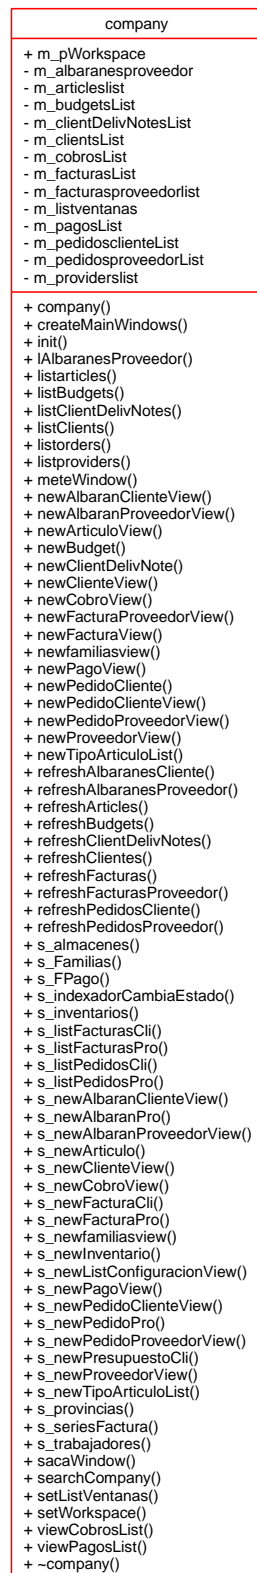 company
+ m_pWorkspace
- m_albaranesproveedor
- m_articleslist
- m_budgetsList
- m_clientDelivNotesList
- m_clientsList
- m_cobrosList
- m_facturasList
- m_facturasproveedorlist
- m_listventanas
- m_pagosList
- m_pedidosclienteList
- m_pedidosproveedorList
- m_providerslist
+ company()
+ createMainWindows()
+ init()
+ lAlbaranesProveedor()
+ listarticles()
+ listBudgets()
+ listClientDelivNotes()
+ listClients()
+ listorders()
+ listproviders()
+ meteWindow()
+ newAlbaranClienteView()
+ newAlbaranProveedorView()
+ newArticuloView()
+ newBudget()
+ newClientDelivNote()
+ newClienteView()
+ newCobroView()
+ newFacturaProveedorView()
+ newFacturaView()
+ newfamiliasview()
+ newPagoView()
+ newPedidoCliente()
+ newPedidoClienteView()
+ newPedidoProveedorView()
+ newProveedorView()
+ newTipoArticuloList()
+ refreshAlbaranesCliente()
+ refreshAlbaranesProveedor()
+ refreshArticles()
+ refreshBudgets()
+ refreshClientDelivNotes()
+ refreshClientes()
+ refreshFacturas()
+ refreshFacturasProveedor()
+ refreshPedidosCliente()
+ refreshPedidosProveedor()
+ s_almacenes()
+ s_Familias()
+ s_FPago()
+ s_indexadorCambiaEstado()
+ s_inventarios()
+ s_listFacturasCli()
+ s_listFacturasPro()
+ s_listPedidosCli()
+ s_listPedidosPro()
+ s_newAlbaranClienteView()
+ s_newAlbaranPro()
+ s_newAlbaranProveedorView()
+ s_newArticulo()
+ s_newClienteView()
+ s_newCobroView()
+ s_newFacturaCli()
+ s_newFacturaPro()
+ s_newfamiliasview()
+ s_newInventario()
+ s_newListConfiguracionView()
+ s_newPagoView()
+ s_newPedidoClienteView()
+ s_newPedidoPro()
+ s_newPedidoProveedorView()
+ s_newPresupuestoCli()
+ s_newProveedorView()
+ s_newTipoArticuloList()
+ s_provincias()
+ s_seriesFactura()
+ s_trabajadores()
+ sacaWindow()
+ searchCompany()
+ setListVentanas()
+ setWorkspace()
+ viewCobrosList()
+ viewPagosList()
+ ~company()